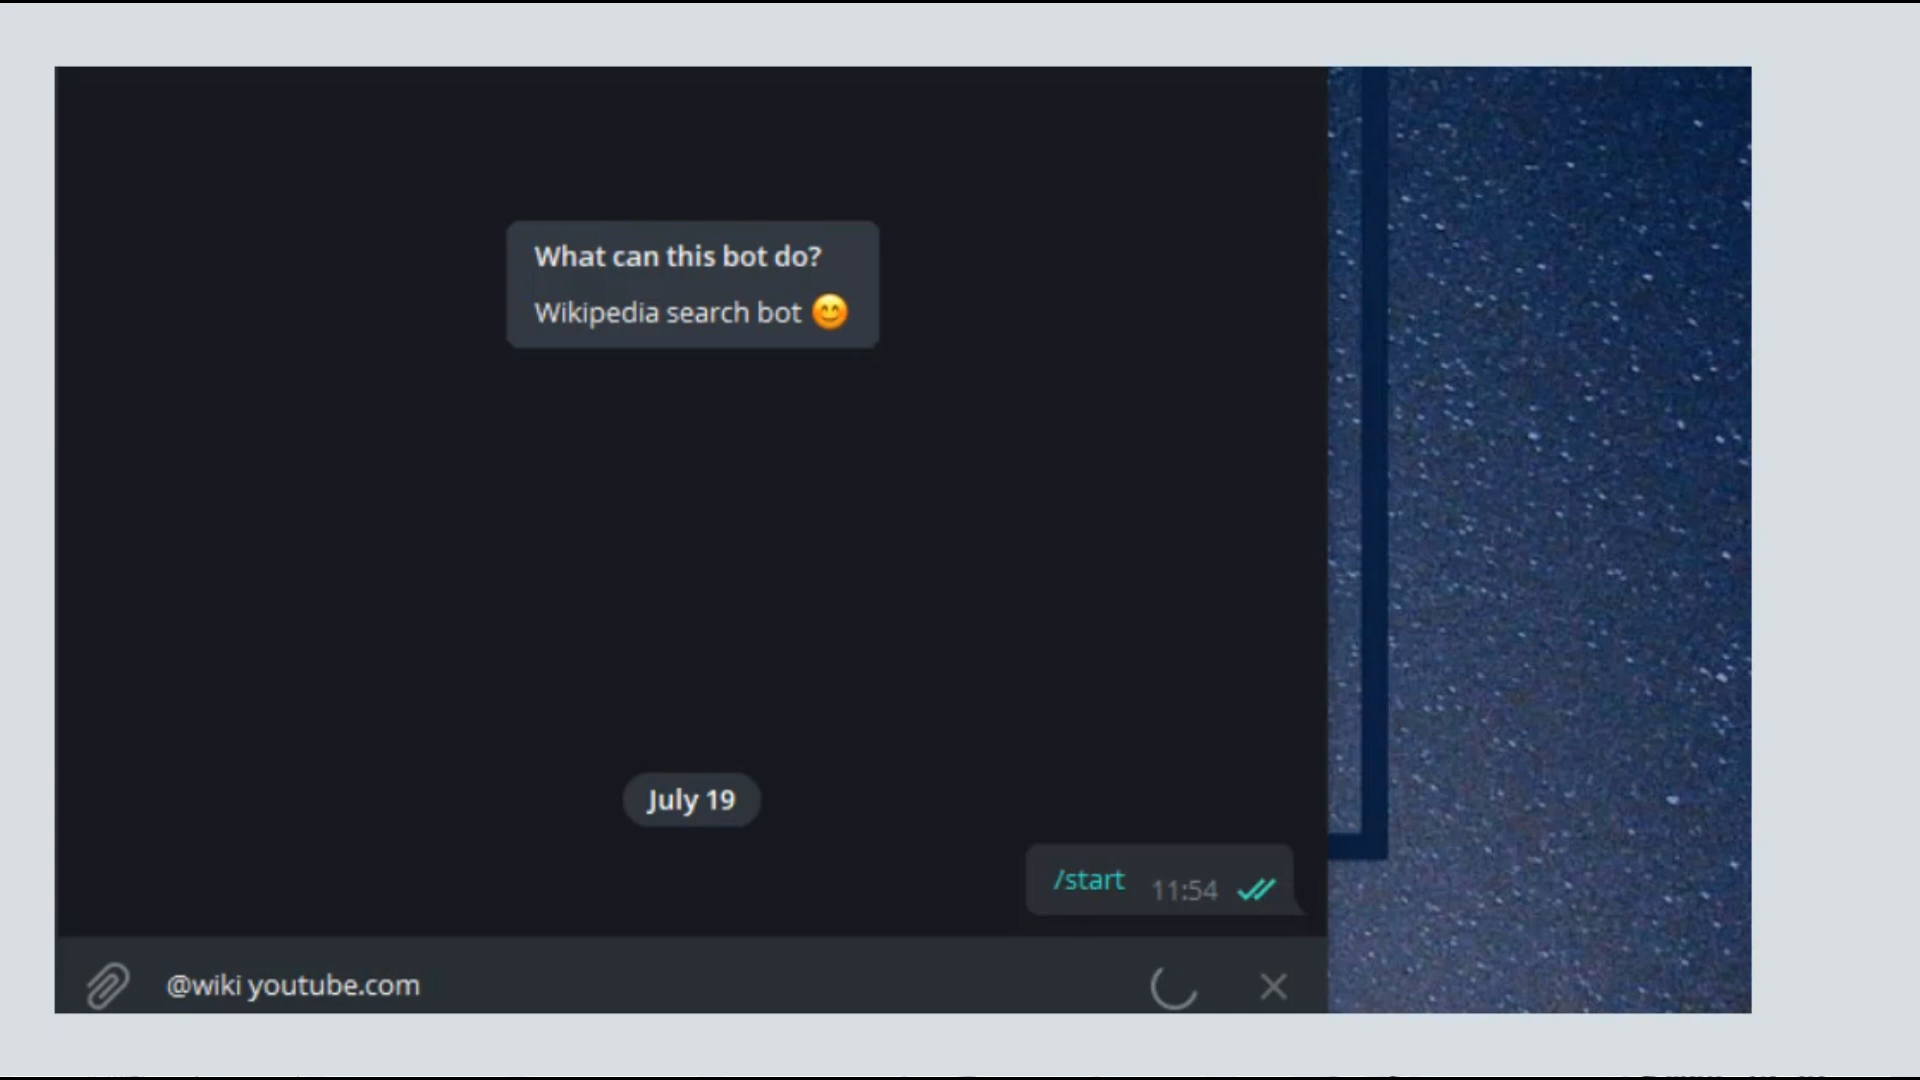 What can this bot do?
Wikipedia search bot 😊
July 19
/start 11:54
@wiki youtube.com